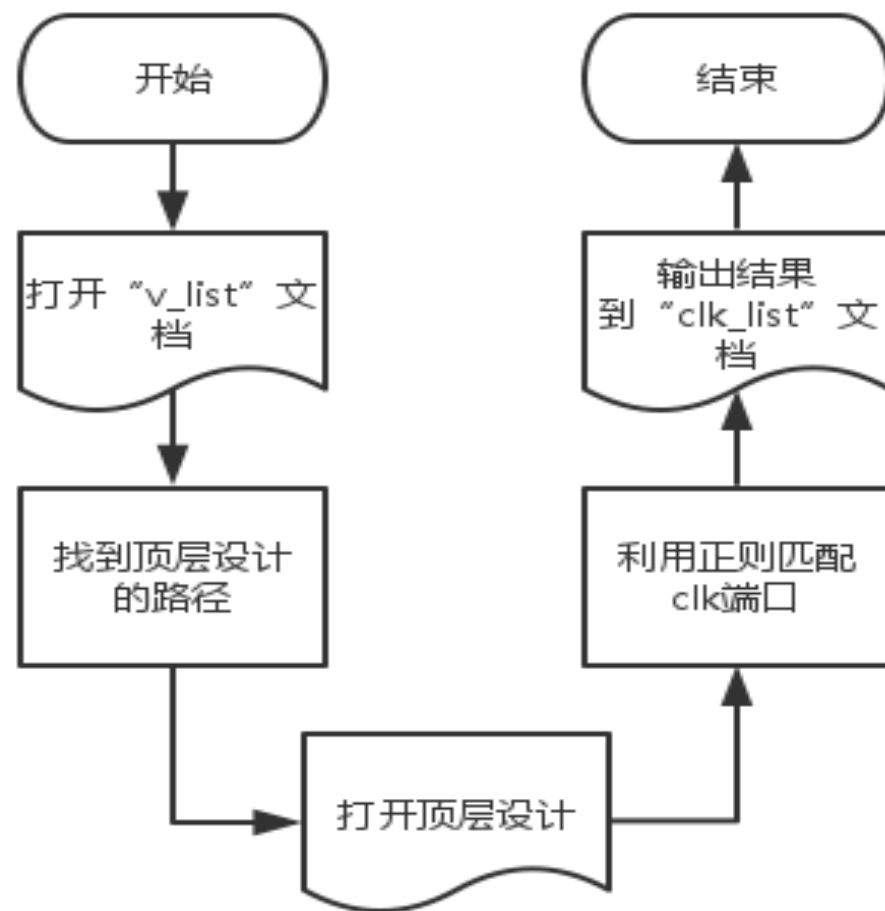 开始
打开“v_list”文
档
找到顶层设计
的路径
打开顶层设计
利用正则匹配
clk端口
输出结果
到“clk_list”文
档
结束